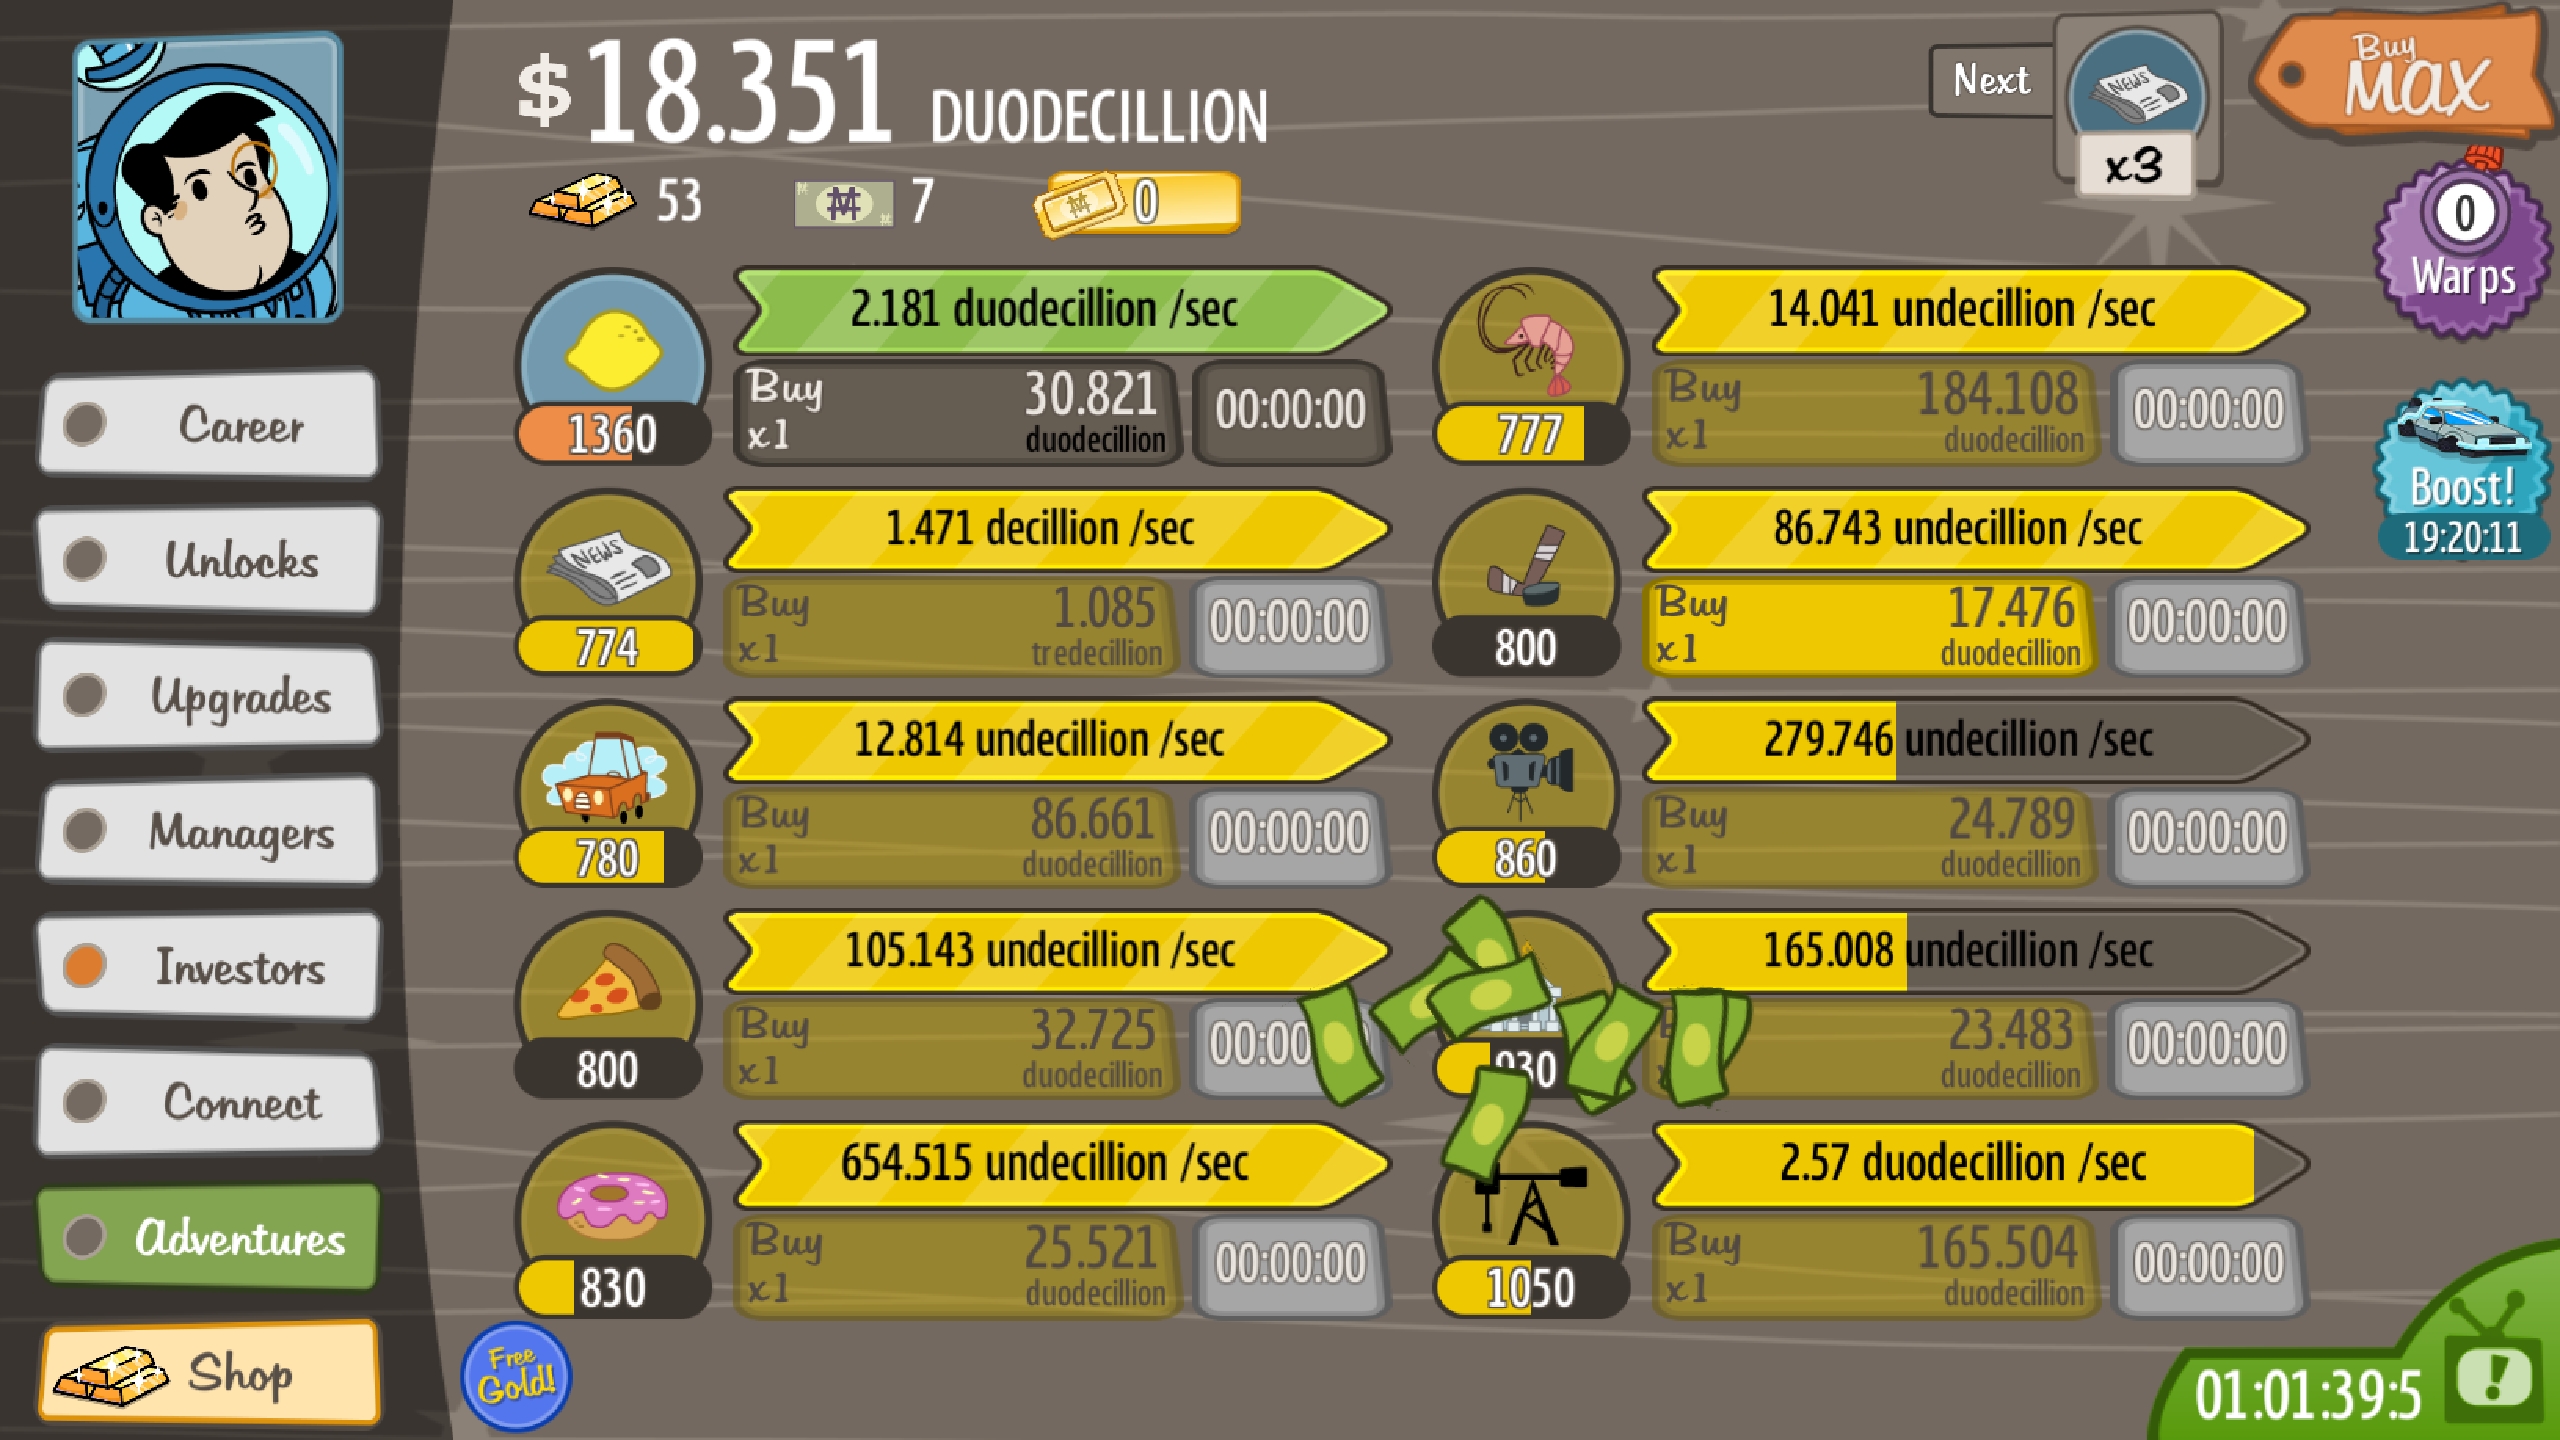 $18.351 DUODECILLION
53
7
0
Next
x3
Buy
MAX
0
Warps
Boost!
19:20:11
Career
Unlocks
Upgrades
Managers
Investors
Connect
Adventures
Shop
2.181 duodecillion /sec
1360
Buy
x1
30.821
duodecillion
00:00:00
14.041 undecillion /sec
777
Buy
x1
184.108
duodecillion
00:00:00
NEWS
1.471 decillion /sec
774
Buy
x1
1.085
tredecillion
00:00:00
86.743 undecillion /sec
800
Buy
x1
17.476
duodecillion
00:00:00
12.814 undecillion /sec
780
Buy
x1
86.661
duodecillion
00:00:00
279.746 undecillion /sec
860
Buy
x1
24.789
duodecillion
00:00:00
105.143 undecillion /sec
800
Buy
x1
32.725
duodecillion
00:00
165.008 undecillion /sec
930
23.483
duodecillion
00:00:00
654.515 undecillion /sec
830
Buy
x1
25.521
duodecillion
00:00:00
2.57 duodecillion /sec
1050
Buy
x1
165.504
duodecillion
00:00:00
Free
Gold!
01:01:39:5